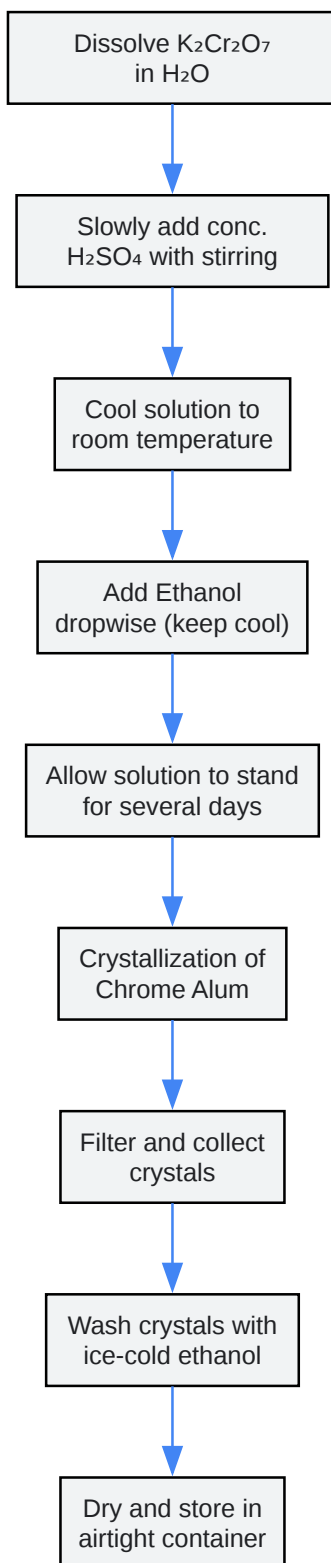 Dissolve K₂Cr₂O₇
in H₂O
Slowly add conc.
H₂SO₄ with stirring
Cool solution to
room temperature
Add Ethanol
dropwise (keep cool)
Allow solution to stand
for several days
Crystallization of
Chrome Alum
Filter and collect
crystals
Wash crystals with
ice-cold ethanol
Dry and store in
airtight container